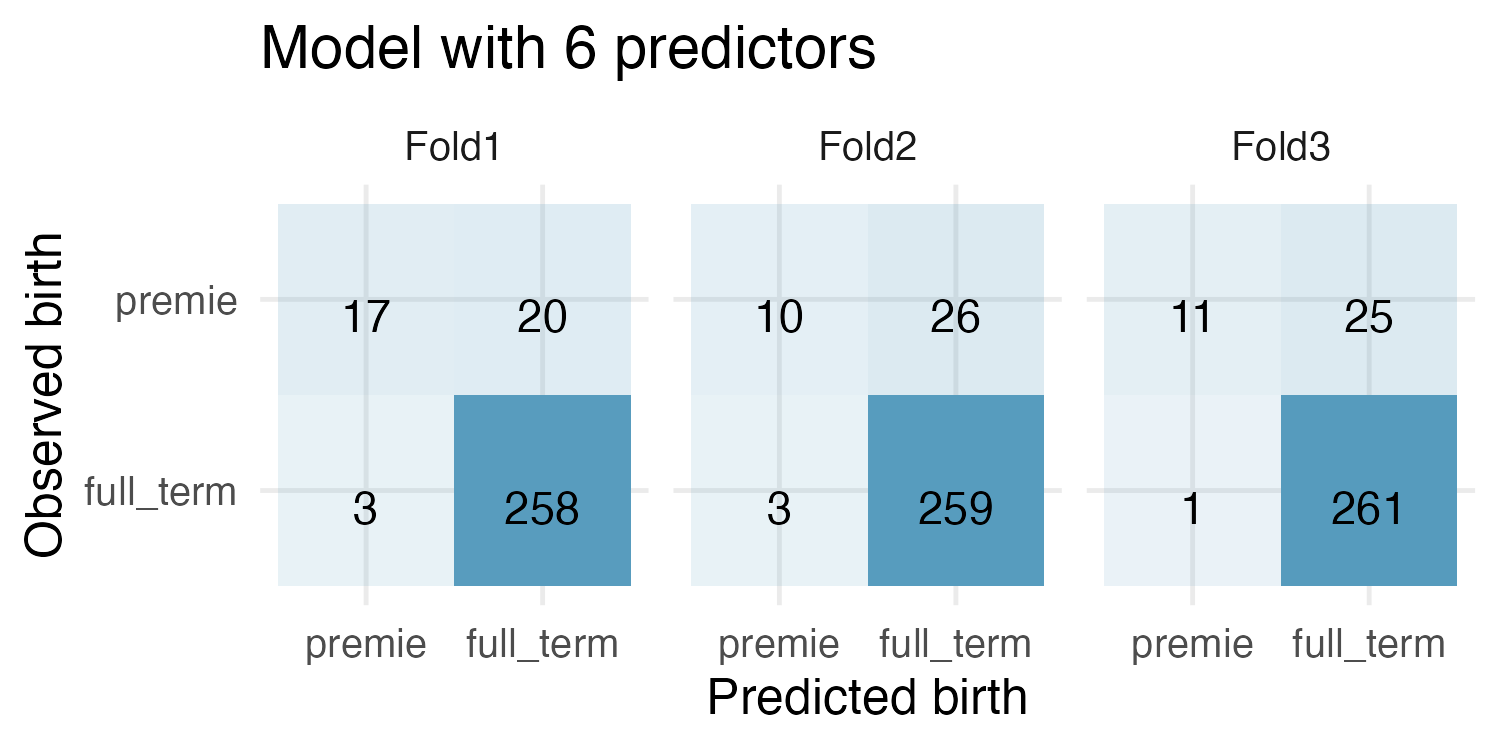 Model with 6 predictors
Fold1 Fold2 Fold3
Observed birth
premie 17 20 10 26 11 25
full_term 3 258 3 259 1 261
premie full_term premie full_term premie full_term
Predicted birth